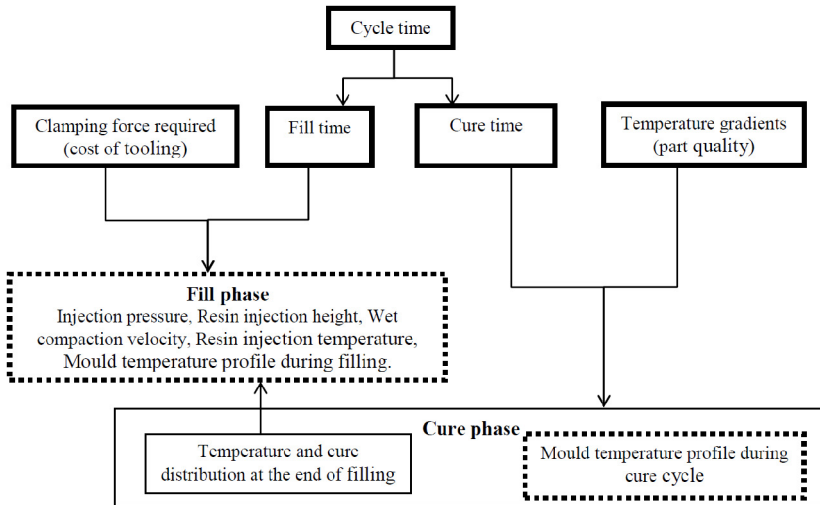 Cycle time
Clamping force required
(cost of tooling)
Fill time
Cure time
Temperature gradients
(part quality)
Fill phase
Injection pressure, Resin injection height, Wet
compaction velocity, Resin injection temperature,
Mould temperature profile during filling.
Cure phase
Temperature and cure
distribution at the end of filling
Mould temperature profile during
cure cycle